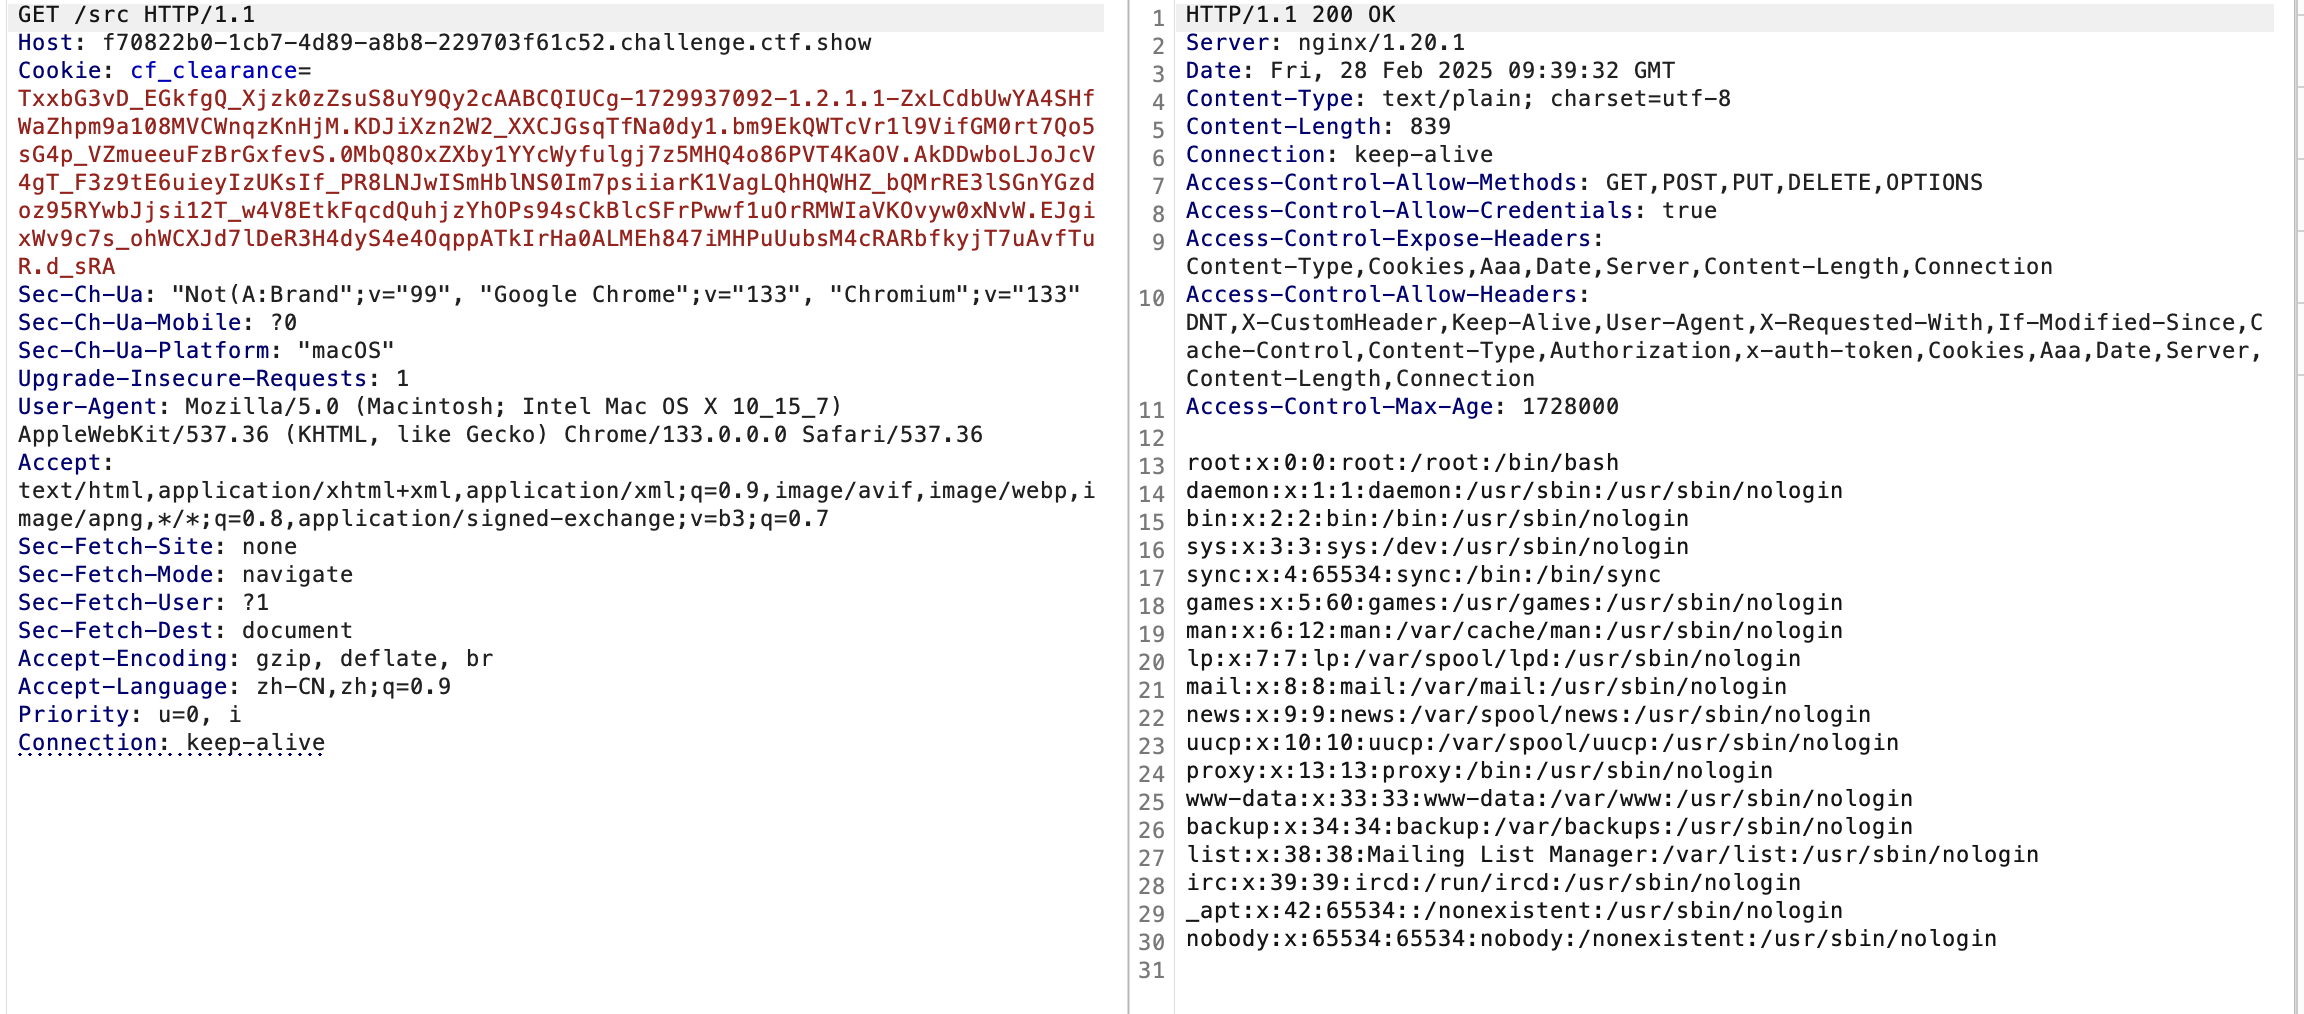 GET /src HTTP/1.1
Host: f70822b0-1cb7-4d89-a8b8-229703f61c52.challenge.ctf.show
Cookie: cf_clearance=
TxxbG3vD_EGkfgQ_Xjzk0zZsuS8uY9Qy2cAABCQIUCg-1729937092-1.2.1.1-ZxLCdbUwYA4SHf
WaZhpm9a108MVCWnqzKnHjM.KDJiXzn2W2_XXCJGsqTfNa0dy1.bm9EkQWTcVr1l9VifGM0rt7Qo5
sG4p_VZmueeuFzBrGxfevS.0MbQ8OxZXby1YYcWyfulgj7z5MHQ4o86PVT4KaOV.AkDDwboLJoJcV
4gT_F3z9tE6uieyIzUKsIf_PR8LNJwISmHblNS0Im7psiiarK1VagLQhHQWHZ_bQMrRE3lSGnYGzd
oz95RYwbJjsi12T_w4V8EtkFqcdQuhjzYhOPs94sCkBlcSFrPwwf1uOrRMWIaVKOvyw0xNvW.EJgi
xWv9c7s_ohWCXJd7lDeR3H4dyS4e4OqppATkIrHa0ALMEh847iMHPuUubsM4cRARbfkyjT7uAvfTu
R.d_sRA
Sec-Ch-Ua: "Not(A:Brand";v="99", "Google Chrome";v="133", "Chromium";v="133"
Sec-Ch-Ua-Mobile: ?0
Sec-Ch-Ua-Platform: "macOS"
Upgrade-Insecure-Requests: 1
User-Agent: Mozilla/5.0 (Macintosh; Intel Mac OS X 10_15_7)
AppleWebKit/537.36 (KHTML, like Gecko) Chrome/133.0.0.0 Safari/537.36
Accept:
text/html,application/xhtml+xml,application/xml;q=0.9,image/avif,image/webp,i
mage/apng,*/*;q=0.8,application/signed-exchange;v=b3;q=0.7
Sec-Fetch-Site: none
Sec-Fetch-Mode: navigate
Sec-Fetch-User: ?1
Sec-Fetch-Dest: document
Accept-Encoding: gzip, deflate, br
Accept-Language: zh-CN,zh;q=0.9
Priority: u=0, i
Connection: keep-alive
1 HTTP/1.1 200 OK
2 Server: nginx/1.20.1
3 Date: Fri, 28 Feb 2025 09:39:32 GMT
4 Content-Type: text/plain; charset=utf-8
5 Content-Length: 839
6 Connection: keep-alive
7 Access-Control-Allow-Methods: GET,POST,PUT,DELETE,OPTIONS
8 Access-Control-Allow-Credentials: true
9 Access-Control-Expose-Headers:
Content-Type,Cookies,Aaa,Date,Server,Content-Length,Connection
10 Access-Control-Allow-Headers:
DNT,X-CustomHeader,Keep-Alive,User-Agent,X-Requested-With,If-Modified-Since,C
ache-Control,Content-Type,Authorization,x-auth-token,Cookies,Aaa,Date,Server,
Content-Length,Connection
11 Access-Control-Max-Age: 1728000
12
13 root:x:0:0:root:/root:/bin/bash
14 daemon:x:1:1:daemon:/usr/sbin:/usr/sbin/nologin
15 bin:x:2:2:bin:/bin:/usr/sbin/nologin
16 sys:x:3:3:sys:/dev:/usr/sbin/nologin
17 sync:x:4:65534:sync:/bin:/bin/sync
18 games:x:5:60:games:/usr/games:/usr/sbin/nologin
19 man:x:6:12:man:/var/cache/man:/usr/sbin/nologin
20 lp:x:7:7:lp:/var/spool/lpd:/usr/sbin/nologin
21 mail:x:8:8:mail:/var/mail:/usr/sbin/nologin
22 news:x:9:9:news:/var/spool/news:/usr/sbin/nologin
23 uucp:x:10:10:uucp:/var/spool/uucp:/usr/sbin/nologin
24 proxy:x:13:13:proxy:/bin:/usr/sbin/nologin
25 www-data:x:33:33:www-data:/var/www:/usr/sbin/nologin
26 backup:x:34:34:backup:/var/backups:/usr/sbin/nologin
27 list:x:38:38:Mailing List Manager:/var/list:/usr/sbin/nologin
28 irc:x:39:39:ircd:/run/ircd:/usr/sbin/nologin
29 _apt:x:42:65534::/nonexistent:/usr/sbin/nologin
30 nobody:x:65534:65534:nobody:/nonexistent:/usr/sbin/nologin
31